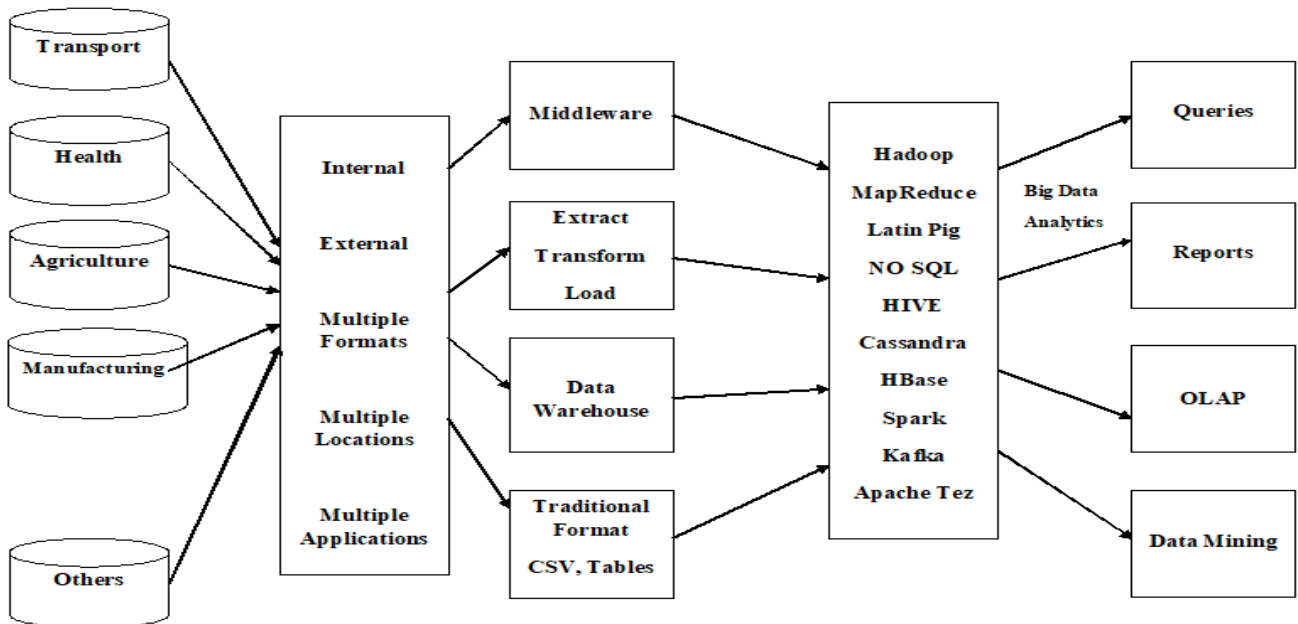 Transport
Health
Agriculture
Manufacturing
Others
Internal
External
Multiple
Formats
Multiple
Locations
Multiple
Applications
Middleware
Extract
Transform
Load
Data
Warehouse
Traditional
Format
CSV, Tables
Hadoop
MapReduce
Latin Pig
NO SQL
HIVE
Cassandra
HBase
Spark
Kafka
Apache Tez
Big Data
Analytics
Queries
Reports
OLAP
Data Mining